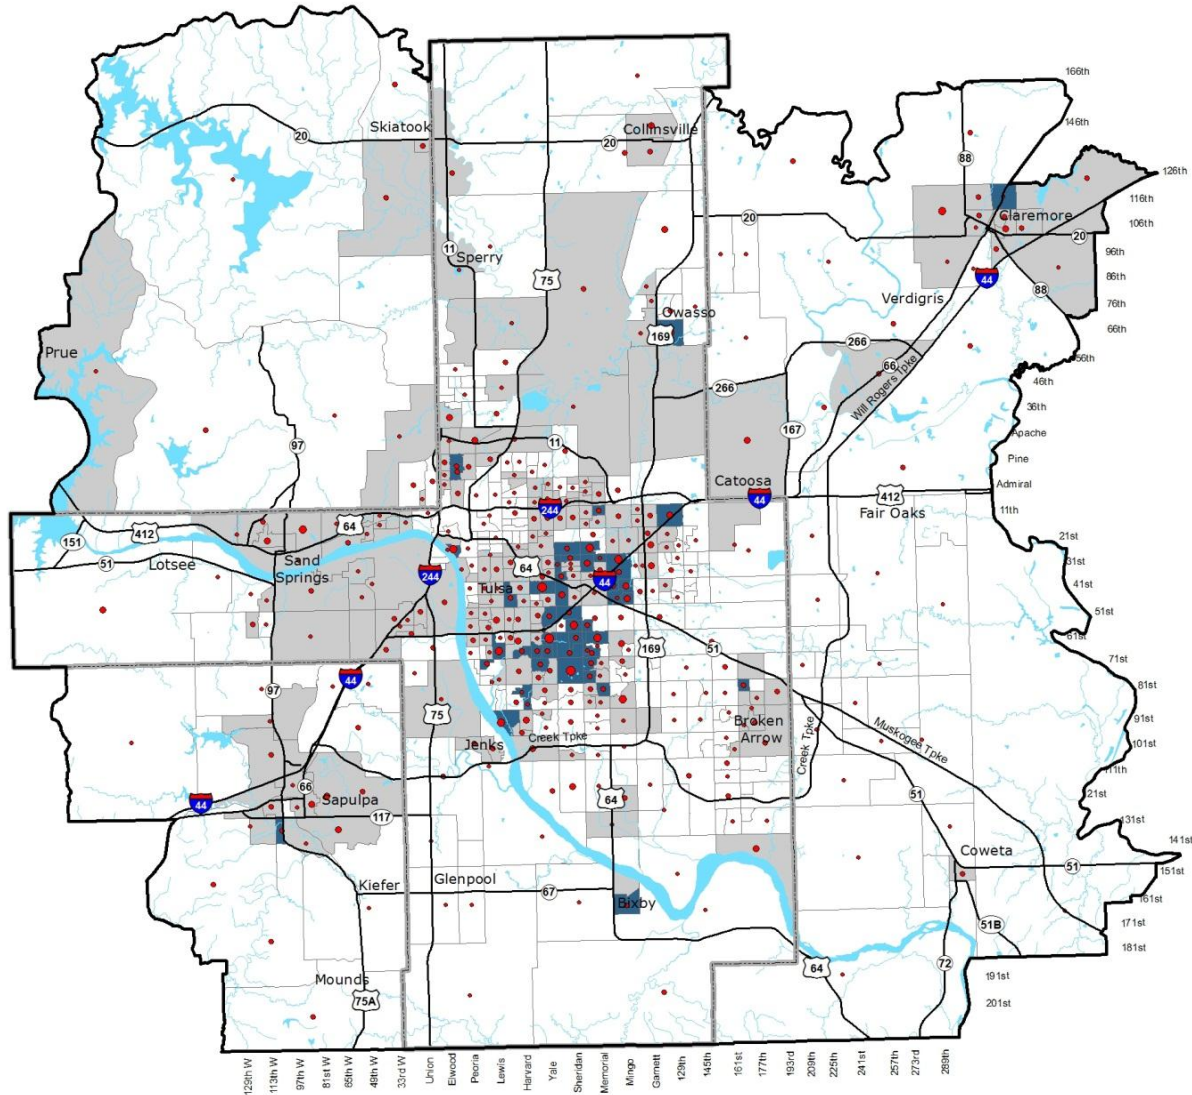 166th
146th
126th
116th
106th
96th
86th
76th
66th
56th
46th
36th
Apache
Pine
Admiral
11th
21st
31st
41st
51st
61st
71st
81st
91st
101st
111th
21st
131st
141st
151st
161st
171st
181st
191st
201st
Skiatook
Collinsville
20
20
88
Claremore
20
20
11
Sperry
75
44
Verdigris
88
Owasso
169
266
Prue
66
Will Rogers Tpke
266
97
11
167
Catoosa
44
412
Fair Oaks
244
64
412
151
51
Lotsee
Sand
Springs
64
244
Tulsa
44
51
169
44
97
75
Broken
Arrow
Jenks
Creek Tpke
Creek Tpke
Muskogee Tpke
66
44
Sapulpa
117
64
51
Coweta
51
Kiefer
Glenpool
67
Bixby
51B
72
64
Mounds
75A
129th W
113th W
97th W
81st W
65th W
49th W
33rd W
Union
Elwood
Peoria
Lewis
Harvard
Yale
Sheridan
Memorial
Mingo
Garnett
129th
145th
161st
177th
193rd
209th
225th
241st
257th
273rd
289th